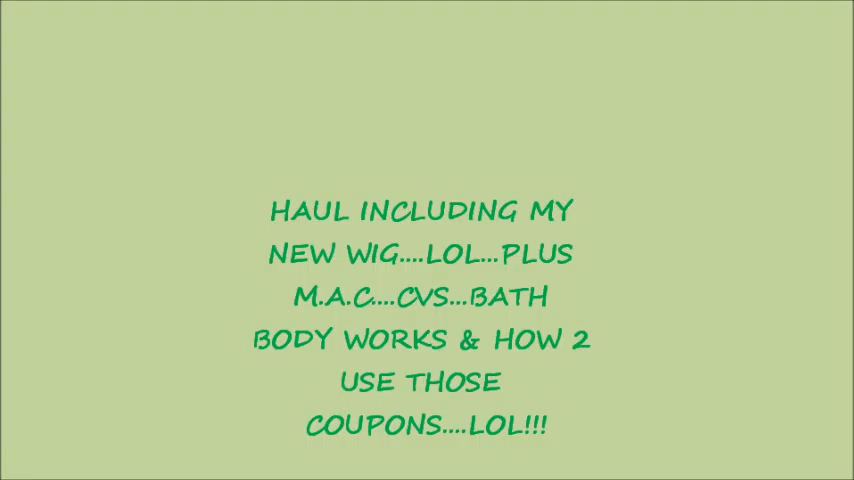 HAUL INCLUDING MY
NEW WIG....LOL...PLUS
M.A.C....CVS...BATH
BODY WORKS & HOW 2
USE THOSE
COUPONS....LOL!!!